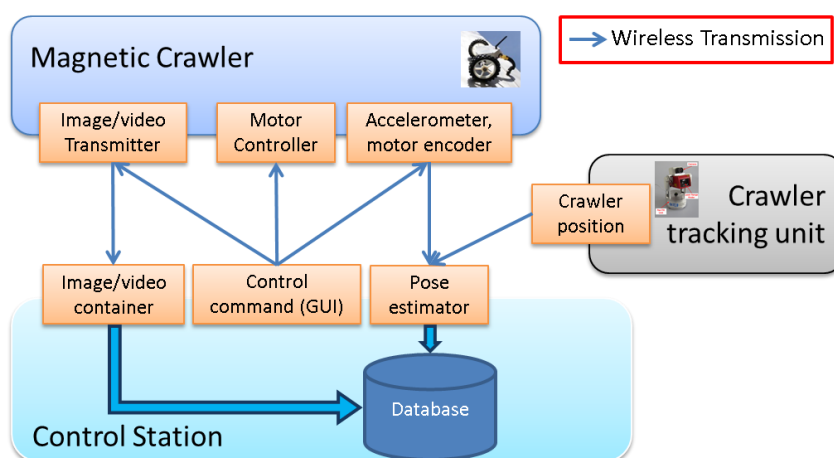 Magnetic Crawler
Wireless Transmission
Image/video
Transmitter
Motor
Controller
Accelerometer,
motor encoder
Crawler
position
Crawler
tracking unit
Image/video
container
Control
command (GUI)
Pose
estimator
Database
Control Station